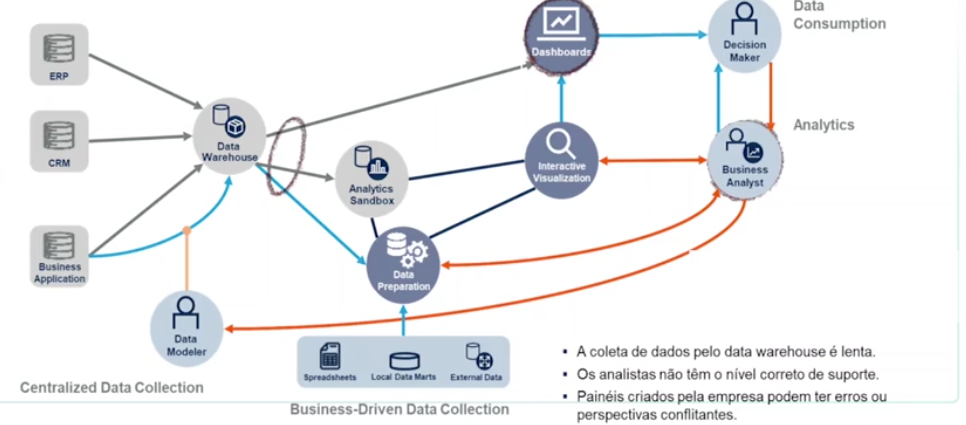 Data
Consumption
Dashboards
Decision
Maker
ERP
CRM
Data
Warehouse
Analytics
Analytics
Sandbox
Interactive
Visualization
Business
Analyst
Business
Application
Data
Preparation
Data
Modeler
Spreadsheets
Local Data Marts
External Data
Centralized Data Collection
Business-Driven Data Collection
▪ A coleta de dados pelo data warehouse é lenta.
▪ Os analistas não têm o nível correto de suporte.
▪ Painéis criados pela empresa podem ter erros ou
perspectivas conflitantes.